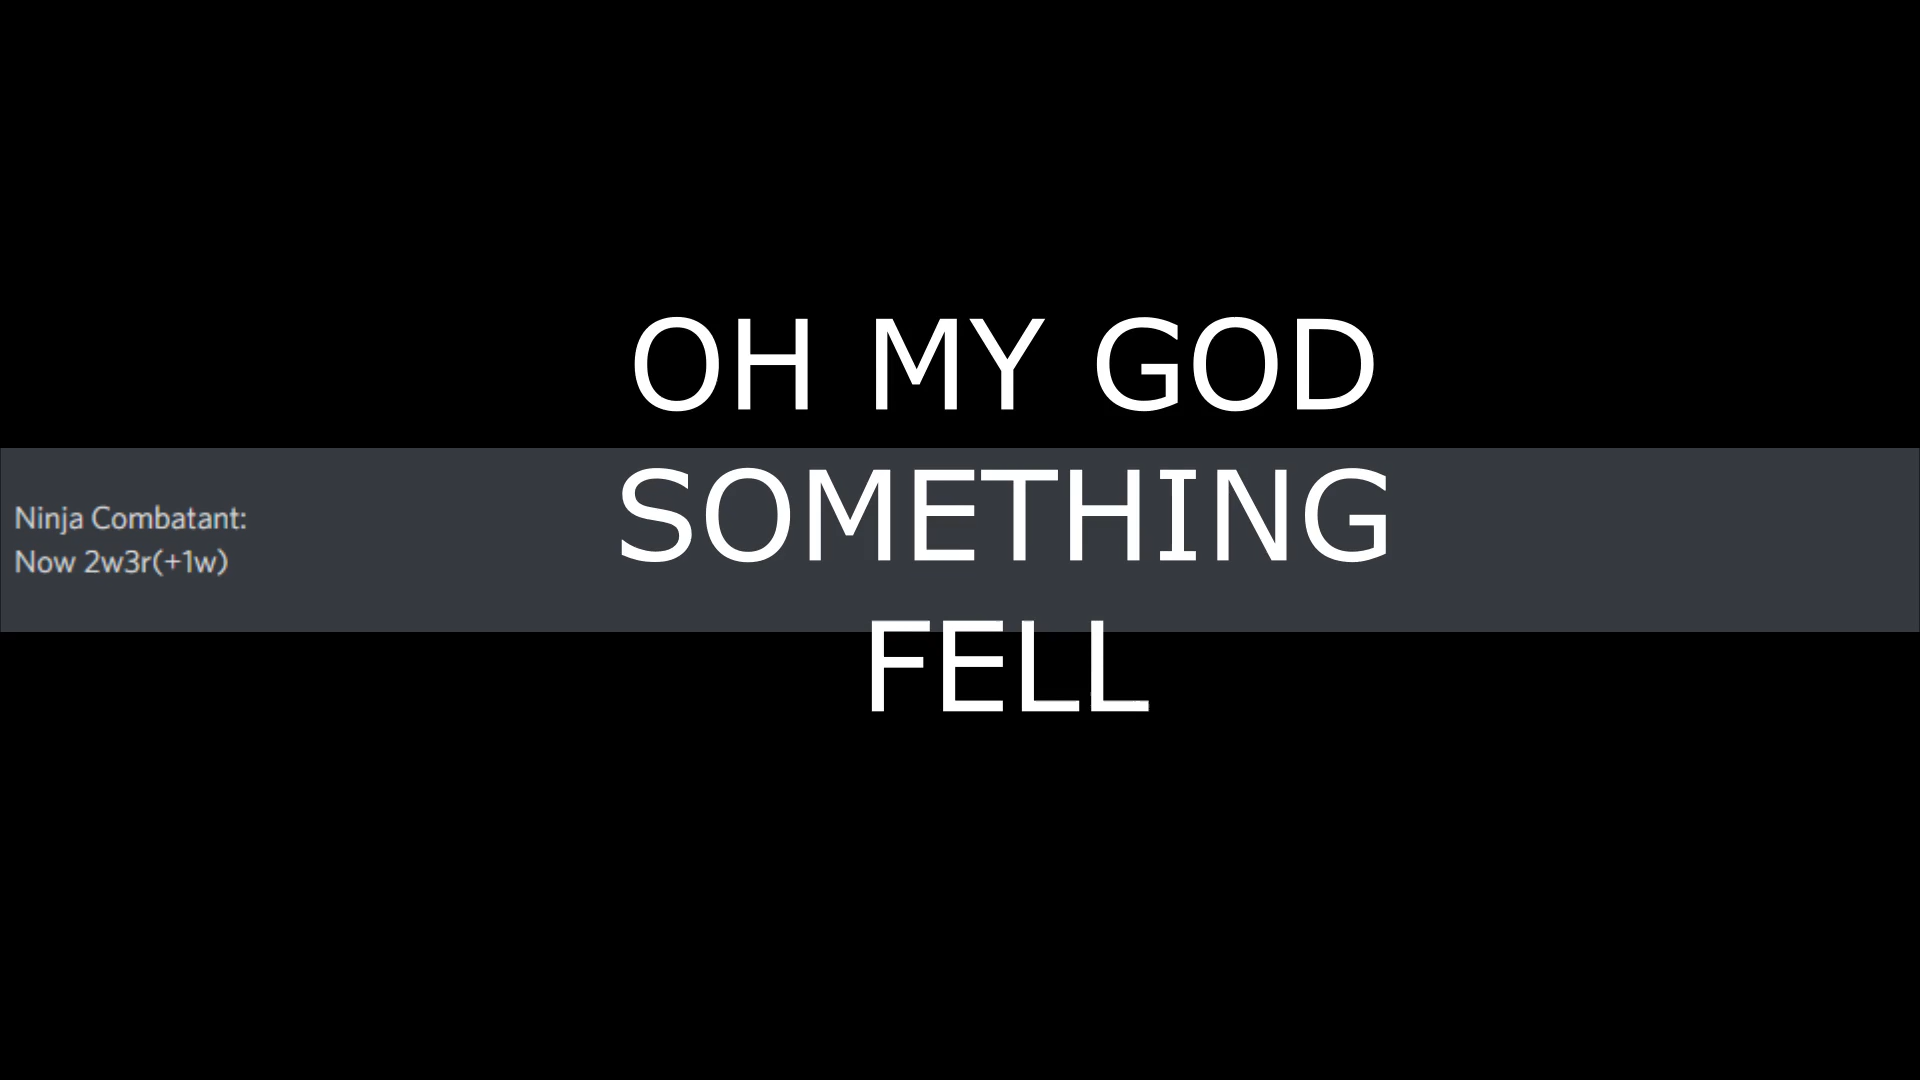 OH MY GOD
SOMETHING
FELL
Ninja Combatant:
Now 2w3r(+1w)